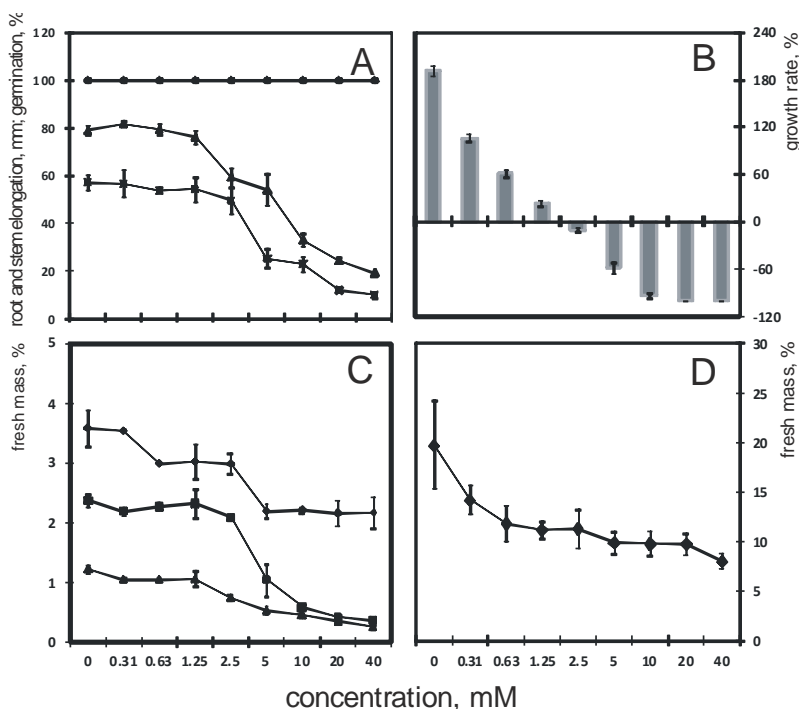 root and stem elongation, mm; germination, %
120
100
80
60
40
20
0
A
B
240
180
120
60
0
-60
-120
growth rate, %
fresh mass, %
5
4
3
2
1
0
C
0 0.31 0.63 1.25 2.5 5 10 20 40
D
30
25
20
15
10
5
0
fresh mass, %
0 0.31 0.63 1.25 2.5 5 10 20 40
concentration, mM